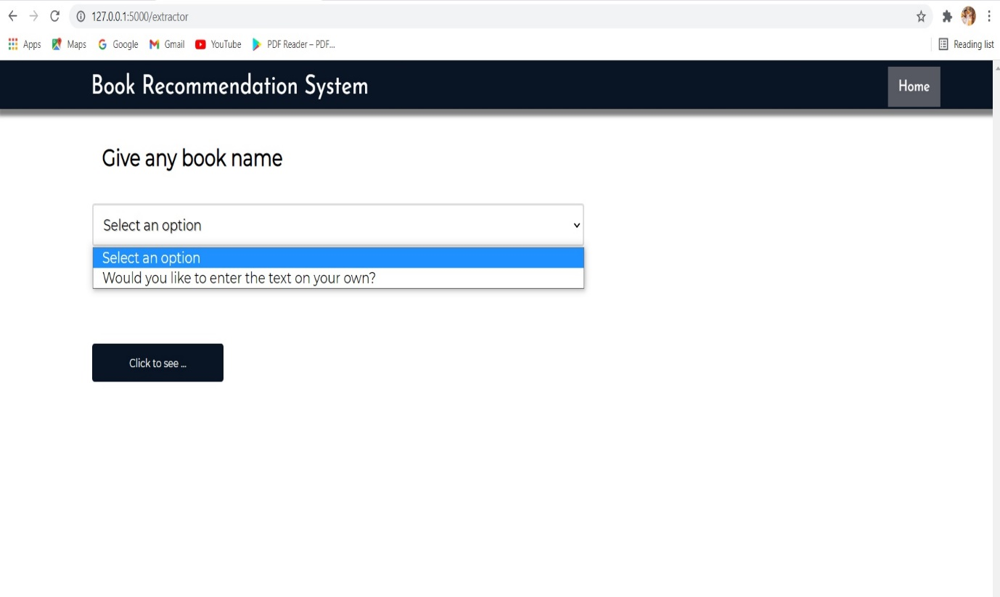 127.0.0.1:5000/extractor
Apps Maps Google Gmail YouTube PDF Reader – PDF... Reading list
Book Recommendation System Home
Give any book name
Select an option
Select an option
Would you like to enter the text on your own?
Click to see ...